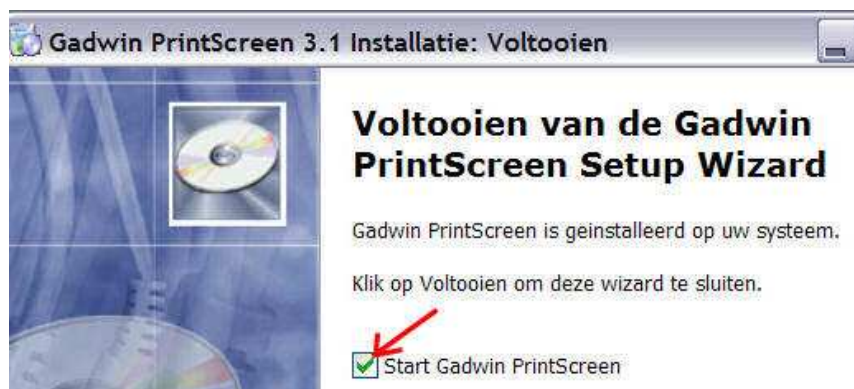 Gadwin PrintScreen 3.1 Installatie: Voltooien
Voltooien van de Gadwin
PrintScreen Setup Wizard
Gadwin PrintScreen is geinstalleerd op uw systeem.
Klik op Voltooien om deze wizard te sluiten.
Start Gadwin PrintScreen